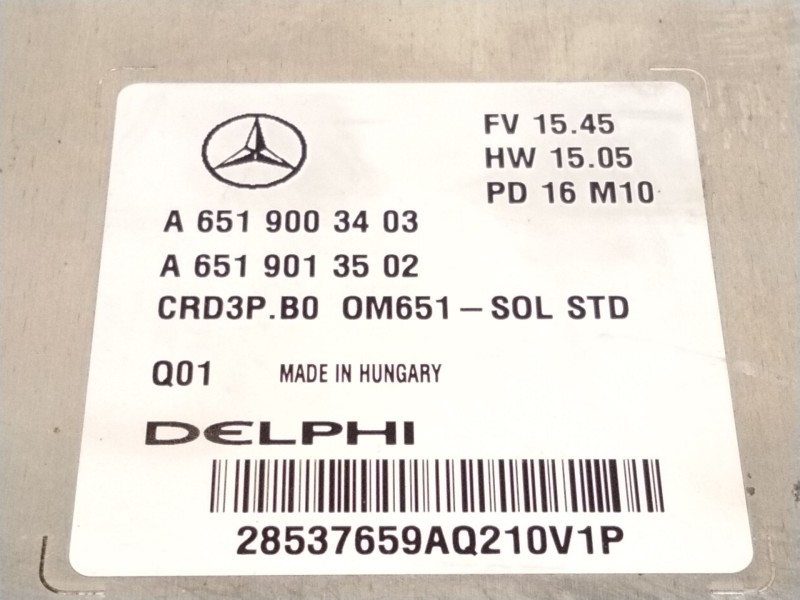 FV 15.45
HW 15.05
PD 16 M10
A 651 900 34 03
A 651 901 35 02
CRD3P.B0 OM651 – SOL STD
Q01 MADE IN HUNGARY
DELPHI
28537659AQ210V1P